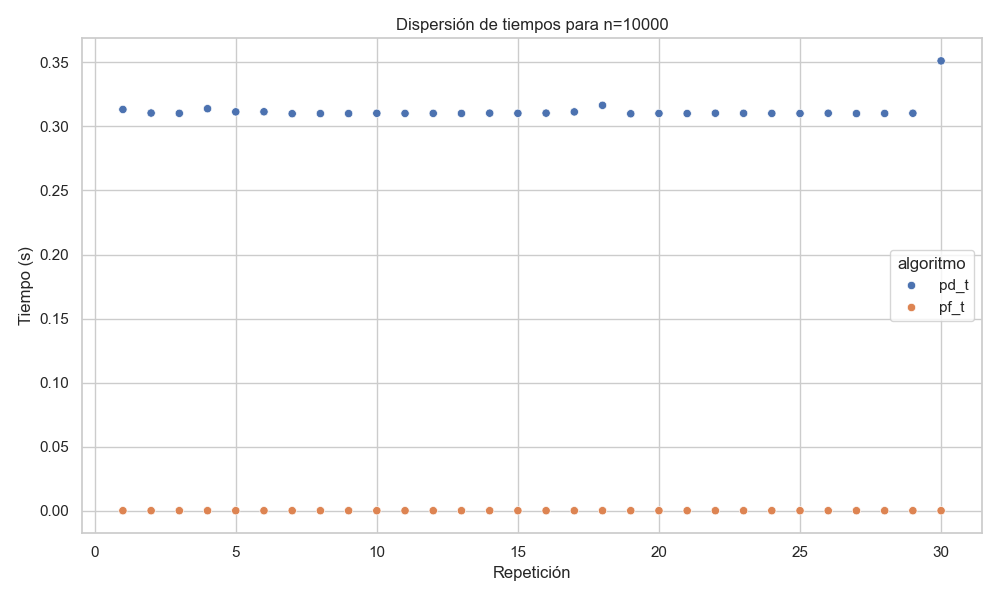 Dispersión de tiempos para n=10000
0.35
0.30
0.25
0.20
0.15
0.10
0.05
0.00
Tiempo (s)
algoritmo
pd_t
pf_t
0 5 10 15 20 25 30
Repetición